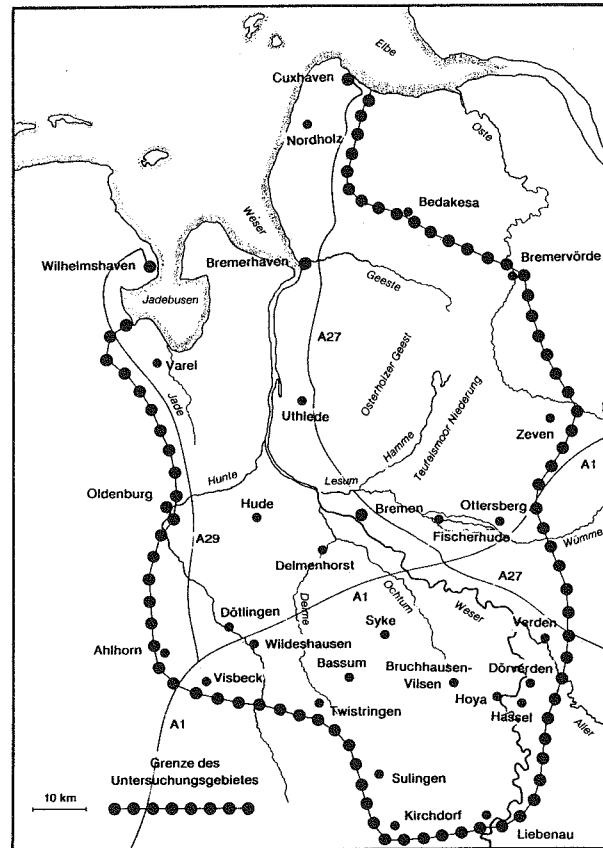 Elbe
Cuxhaven
Nordholz
Oste
Bedakesa
Weser
Wilhelmshaven
Bremerhaven
Bremervörde
Geeste
Jadebusen
A27
Varel
Osterholzer Geest
Jade
Uthlede
Hamme
Teufelsmoor Niederung
Zeven
A1
Hunte
Lesum
Oldenburg
Hude
Bremen
Ottersberg
Fischerhude
Wümme
A29
Delmenhorst
A27
A1
Ochtum
Delme
Weser
Dötlingen
Syke
Verden
Ahlhorn
Wildeshausen
Visbeck
Bassum
Bruchhausen-
Vilsen
Dörverden
Hoya
Hassel
Aller
Twistringen
A1
Grenze des
Untersuchungsgebietes
Sulingen
10 km
Kirchdorf
Liebenau